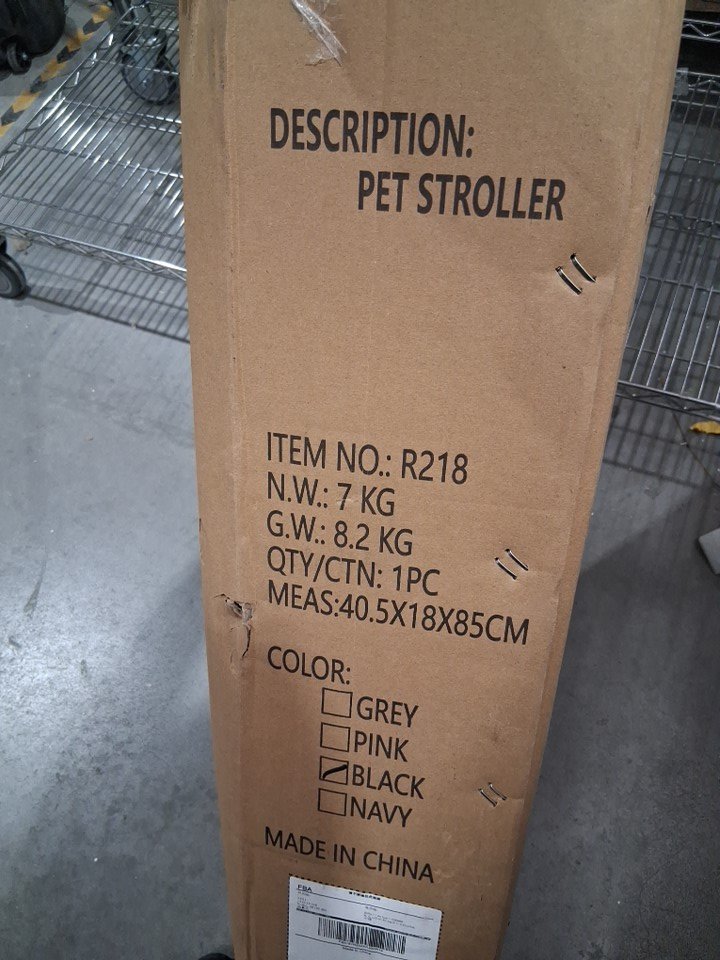 DESCRIPTION:
PET STROLLER
ITEM NO.: R218
N.W.: 7 KG
G.W.: 8.2 KG
QTY/CTN: 1PC
MEAS:40.5X18X85CM
COLOR:
GREY
PINK
BLACK
NAVY
MADE IN CHINA
FBA